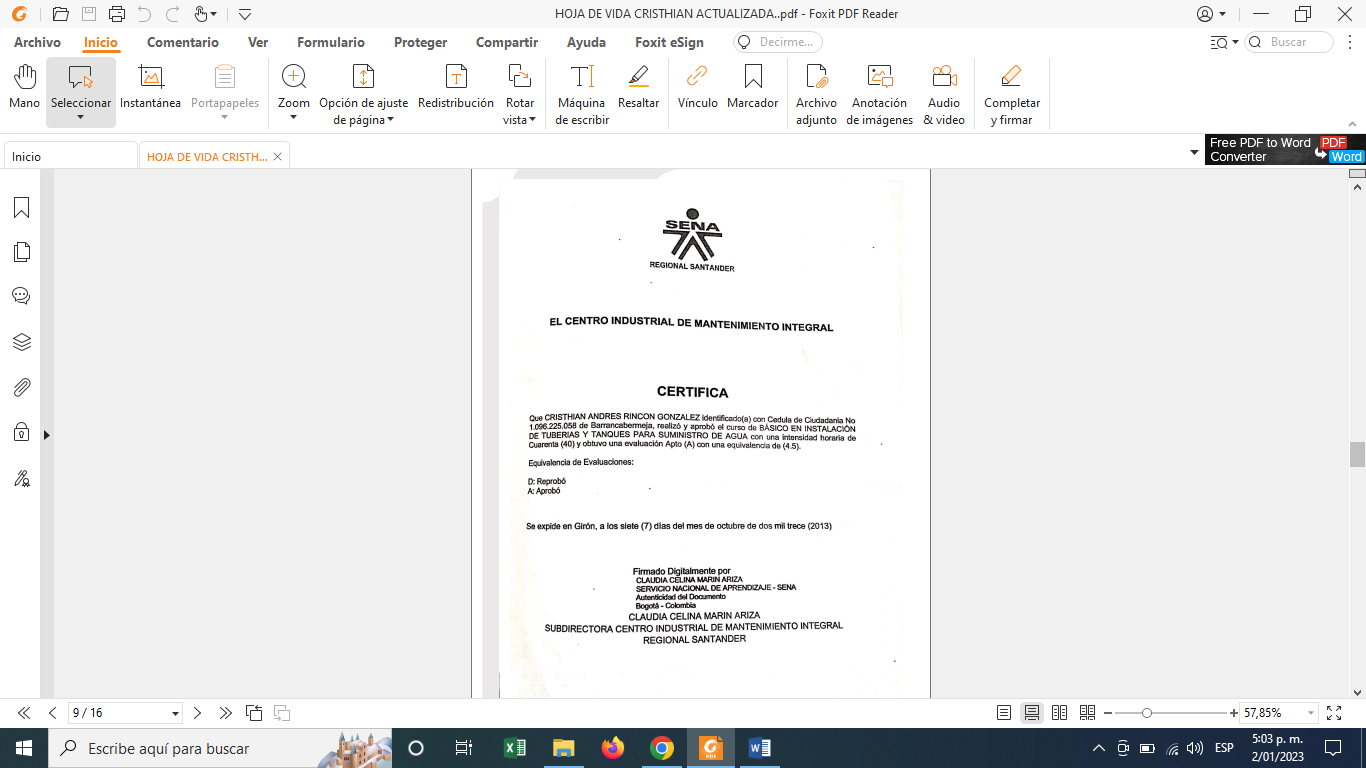 HOJA DE VIDA CRISTHIAN ACTUALIZADA..pdf - Foxit PDF Reader
Archivo Inicio Comentario Ver Formulario Proteger Compartir Ayuda Foxit eSign Decirme... Buscar
Mano Seleccionar Instantánea Portapapeles Zoom Opción de ajuste de página Redistribución Rotar vista Máquina de escribir Resaltar Vínculo Marcador Archivo adjunto Anotación de imágenes Audio & video Completar y firmar
Inicio HOJA DE VIDA CRISTH...
Free PDF to Word
Converter
PDF
Word
SENA
REGIONAL SANTANDER
EL CENTRO INDUSTRIAL DE MANTENIMIENTO INTEGRAL
CERTIFICA
Que CRISTHIAN ANDRES RINCON GONZALEZ identificado(a) con Cedula de Ciudadania No
1.096.225.058 de Barrancabermeja, realizó y aprobó el curso de BÁSICO EN INSTALACIÓN
DE TUBERIAS Y TANQUES PARA SUMINISTRO DE AGUA con una intensidad horaria de
Cuarenta (40) y obtuvo una evaluación Apto (A) con una equivalencia de (4.5).
Equivalencia de Evaluaciones:
D: Reprobó
A: Aprobó
Se expide en Girón, a los siete (7) días del mes de octubre de dos mil trece (2013)
Firmado Digitalmente por
CLAUDIA CELINA MARIN ARIZA
SERVICIO NACIONAL DE APRENDIZAJE - SENA
Autenticidad del Documento
Bogotá - Colombia
CLAUDIA CELINA MARIN ARIZA
SUBDIRECTORA CENTRO INDUSTRIAL DE MANTENIMIENTO INTEGRAL
REGIONAL SANTANDER
9 / 16
57,85%
Escribe aquí para buscar
ESP
5:03 p. m.
2/01/2023